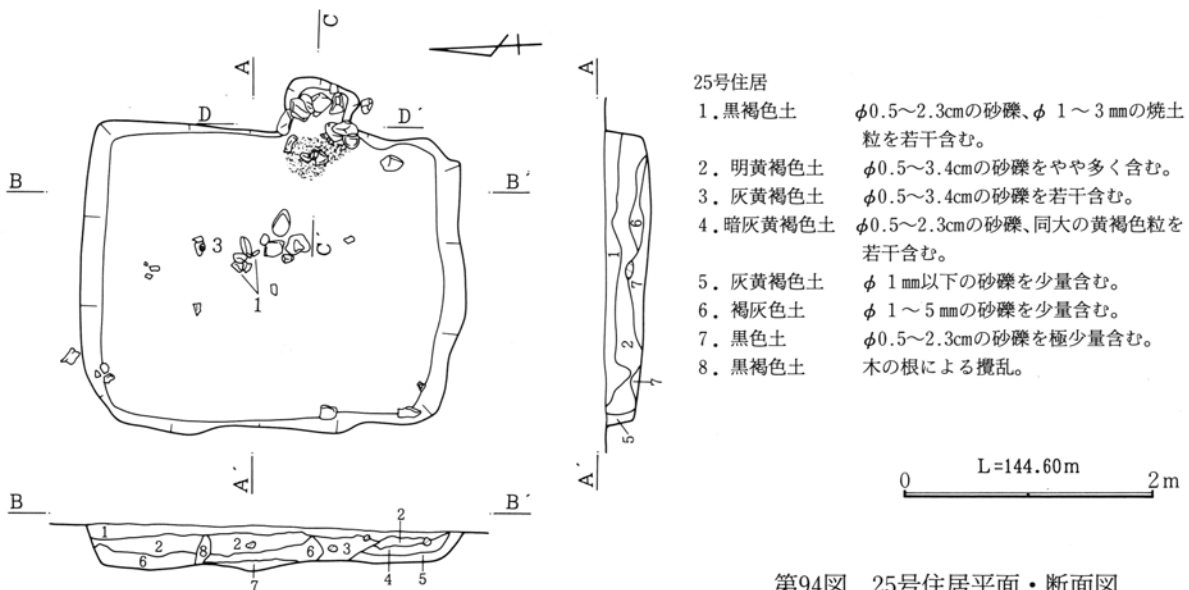 C
A
D
D´
B
B´
3
C´
1
A´
B
B´
1
2
6
8
2
6
3
2
4
5
7
A
6
1
7
2
7
5
A´
25号住居
1．黒褐色土　φ0.5～2.3cmの砂礫、φ 1～3㎜の焼土
粒を若干含む。
2．明黄褐色土　φ0.5～3.4cmの砂礫をやや多く含む。
3．灰黄褐色土　φ0.5～3.4cmの砂礫を若干含む。
4．暗灰黄褐色土　φ0.5～2.3cmの砂礫、同大の黄褐色粒を
若干含む。
5．灰黄褐色土　φ 1㎜以下の砂礫を少量含む。
6．褐灰色土　φ 1～5㎜の砂礫を少量含む。
7．黒色土　φ0.5～2.3cmの砂礫を極少量含む。
8．黒褐色土　木の根による攪乱。
L=144.60m
0 2m
第94図　25号住居平面・断面図